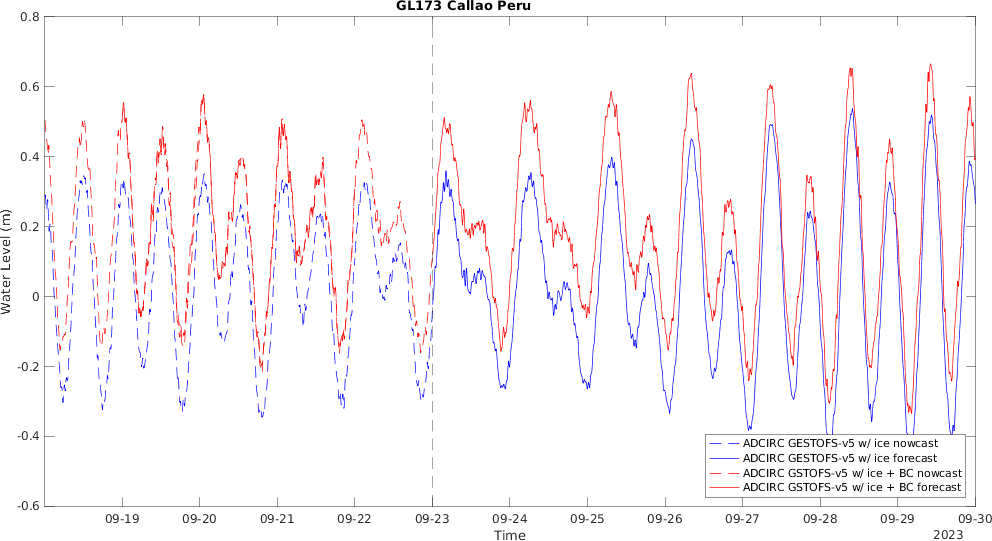 GL173 Callao Peru
0.8
0.6
0.4
0.2
0
-0.2
-0.4
-0.6
Water Level (m)
ADCIRC GESTOFS-v5 w/ ice nowcast
ADCIRC GESTOFS-v5 w/ ice forecast
ADCIRC GSTOFS-v5 w/ ice + BC nowcast
ADCIRC GSTOFS-v5 w/ ice + BC forecast
09-19 09-20 09-21 09-22 09-23 09-24 09-25 09-26 09-27 09-28 09-29 09-30
Time
2023